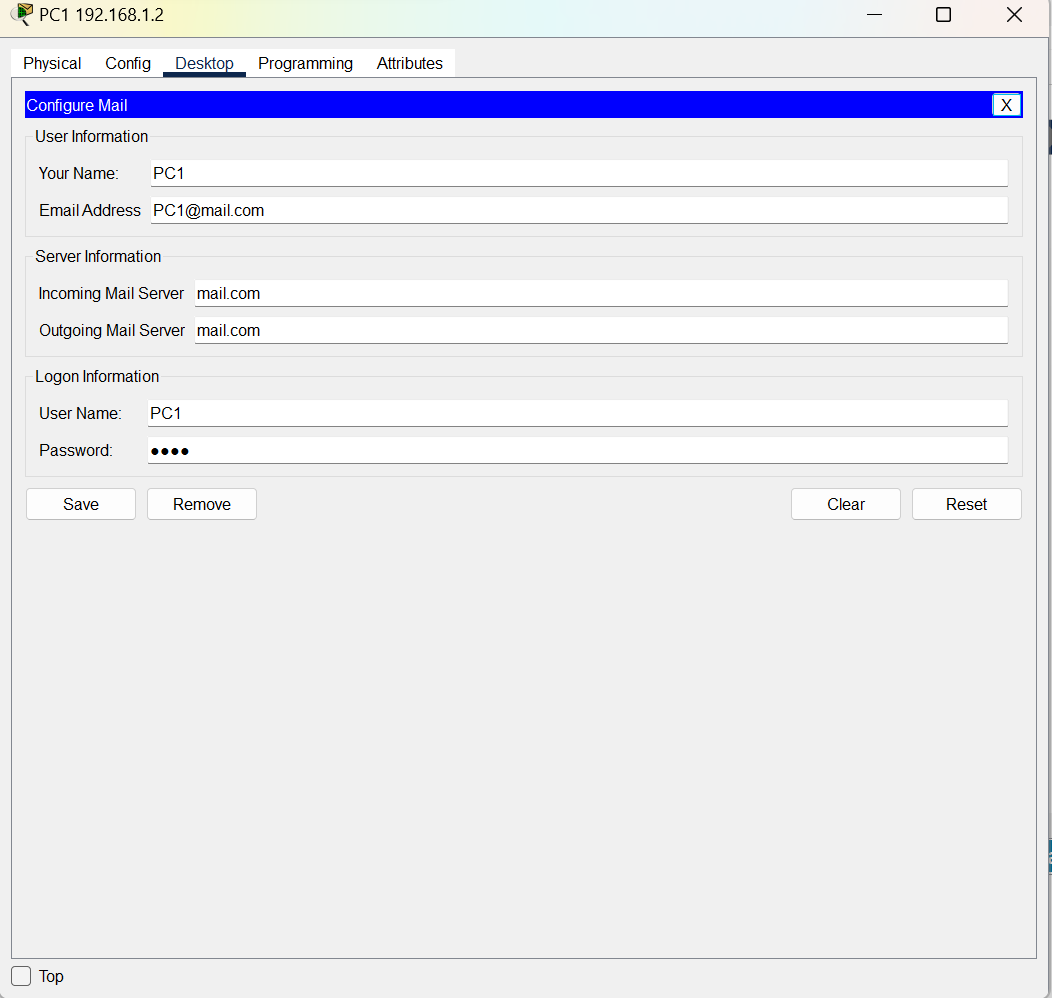 PC1 192.168.1.2
Physical Config Desktop Programming Attributes
Configure Mail X
User Information
Your Name: PC1
Email Address PC1@mail.com
Server Information
Incoming Mail Server mail.com
Outgoing Mail Server mail.com
Logon Information
User Name: PC1
Password: ●●●●
Save Remove Clear Reset
Top